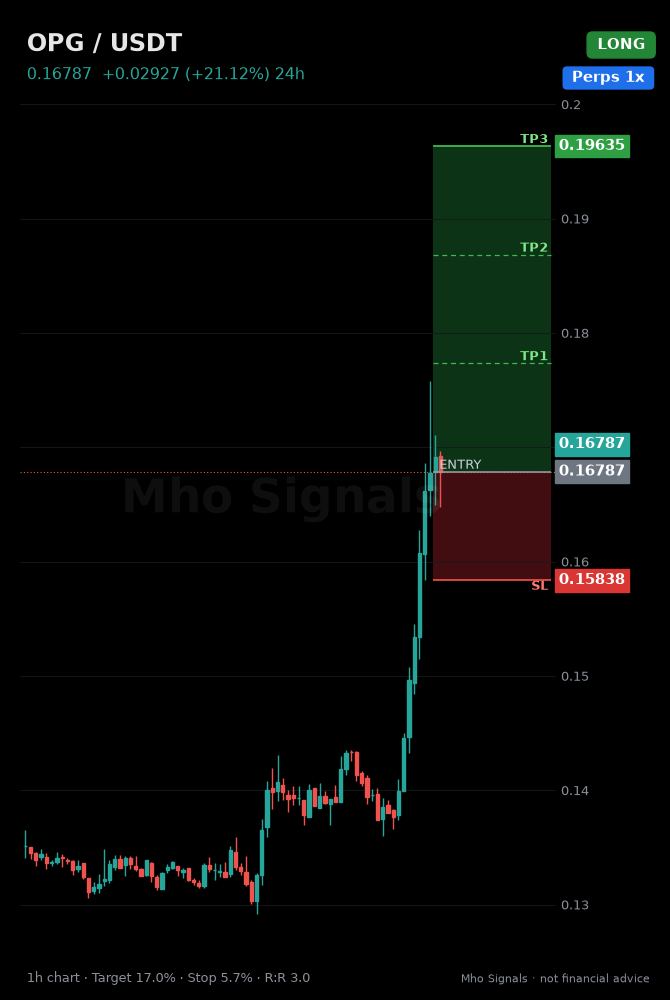 OPG / USDT
LONG
0.16787 +0.02927 (+21.12%) 24h
Perps 1x
0.2
TP3
0.19635
0.19
TP2
0.18
TP1
0.16787
ENTRY
0.16787
Mho Signals
0.16
0.15838
SL
0.15
0.14
0.13
1h chart · Target 17.0% · Stop 5.7% · R:R 3.0
Mho Signals · not financial advice